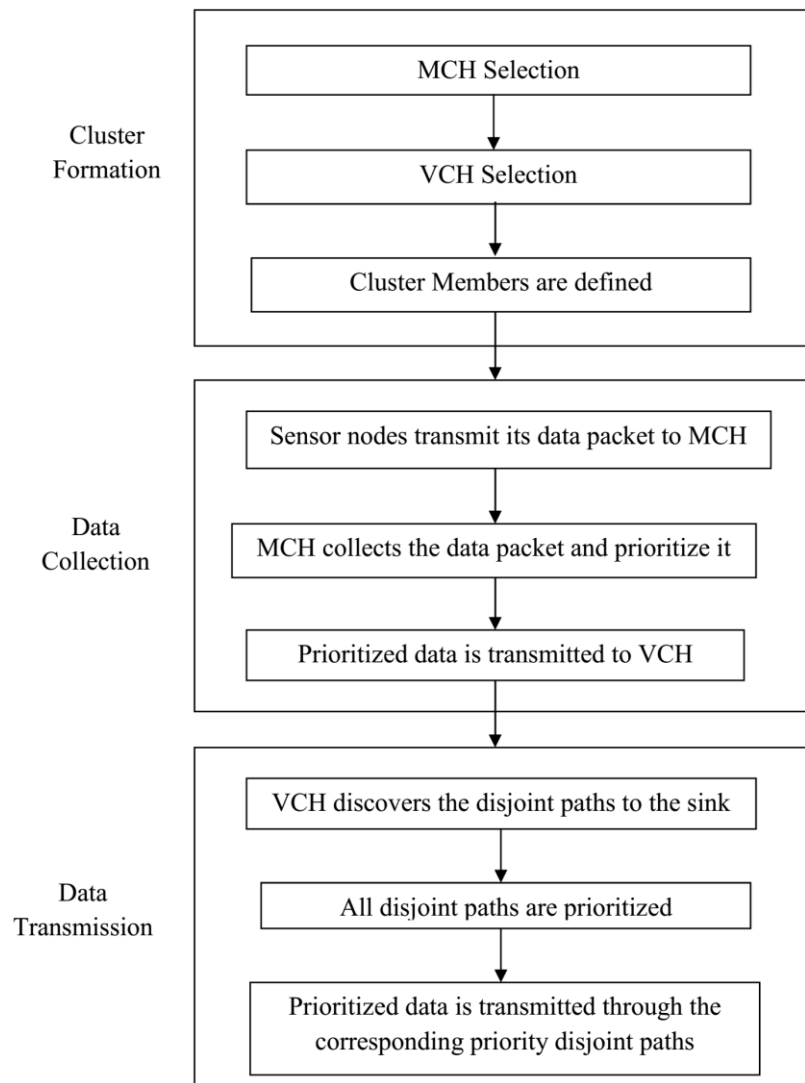 MCH Selection
Cluster
Formation
VCH Selection
Cluster Members are defined
Sensor nodes transmit its data packet to MCH
Data
Collection
MCH collects the data packet and prioritize it
Prioritized data is transmitted to VCH
VCH discovers the disjoint paths to the sink
Data
Transmission
All disjoint paths are prioritized
Prioritized data is transmitted through the
corresponding priority disjoint paths